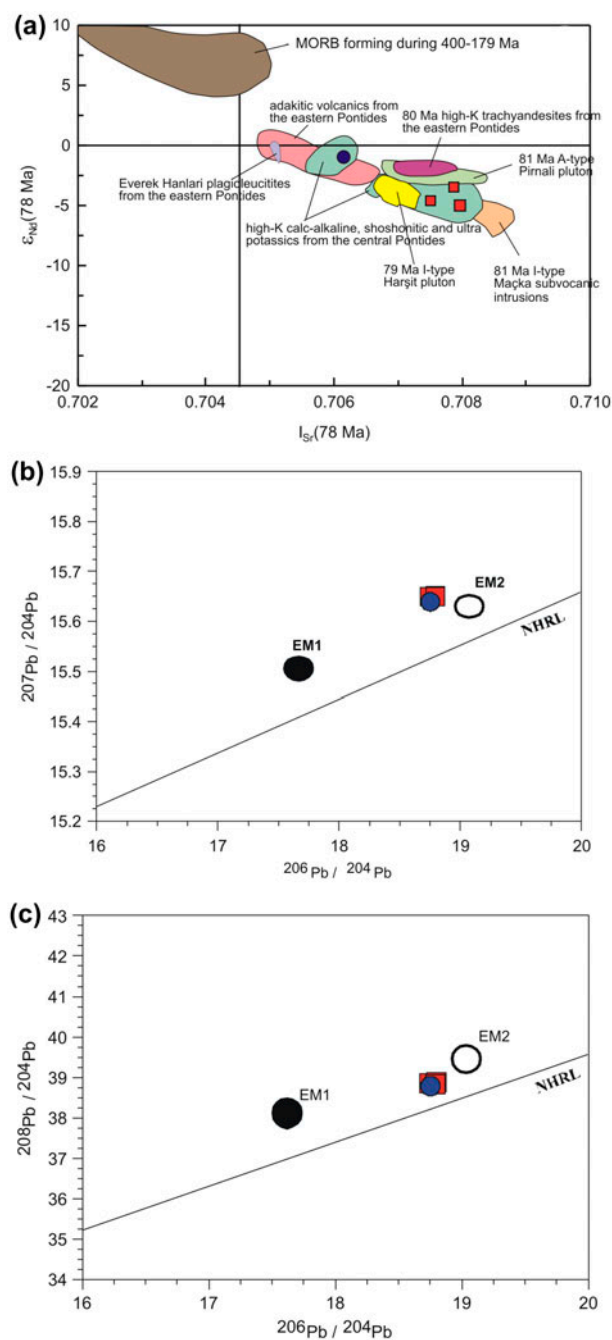 (a)
10
5
0
-5
-10
-15
-20
εNd(78 Ma)
MORB forming during 400-179 Ma
adakitic volcanics from
the eastern Pontides
80 Ma high-K trachyandesites from
the eastern Pontides
81 Ma A-type
Pirnali pluton
Everek Hanlari plagioleucitites
from the eastern Pontides
high-K calc-alkaline, shoshonitic and ultra
potassics from the central Pontides
79 Ma I-type
Harşit pluton
81 Ma I-type
Maçka subvocanic
intrusions
0.702 0.704 0.706 0.708 0.710
ISr(78 Ma)
(b)
15.9
15.8
15.7
15.6
15.5
15.4
15.3
15.2
207Pb / 204Pb
EM2
EM1
NHRL
16 17 18 19 20
206Pb / 204Pb
(c)
43
42
41
40
39
38
37
36
35
34
208Pb / 204Pb
EM2
EM1
NHRL
16 17 18 19 20
206Pb / 204Pb